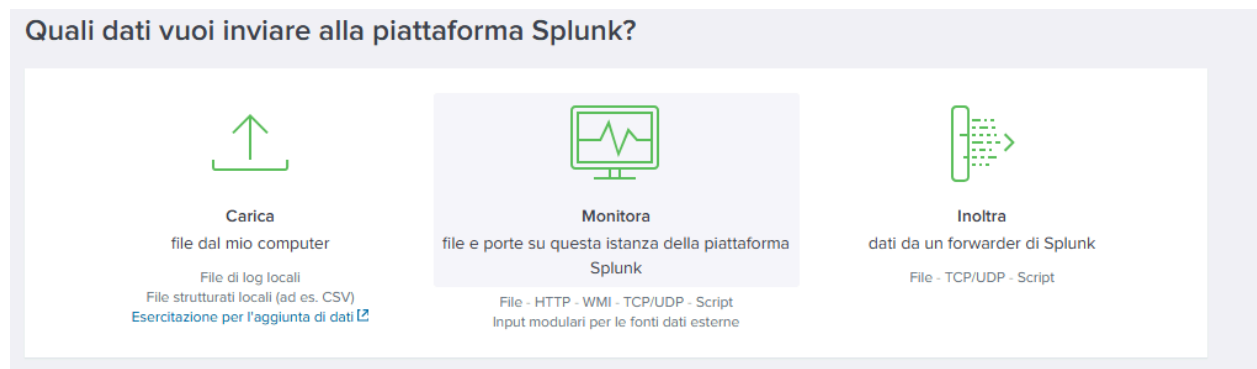 Quali dati vuoi inviare alla piattaforma Splunk?
Carica
file dal mio computer
File di log locali
File strutturati locali (ad es. CSV)
Esercitazione per l'aggiunta di dati
Monitora
file e porte su questa istanza della piattaforma
Splunk
File - HTTP - WMI - TCP/UDP - Script
Input modulari per le fonti dati esterne
Inoltra
dati da un forwarder di Splunk
File - TCP/UDP - Script